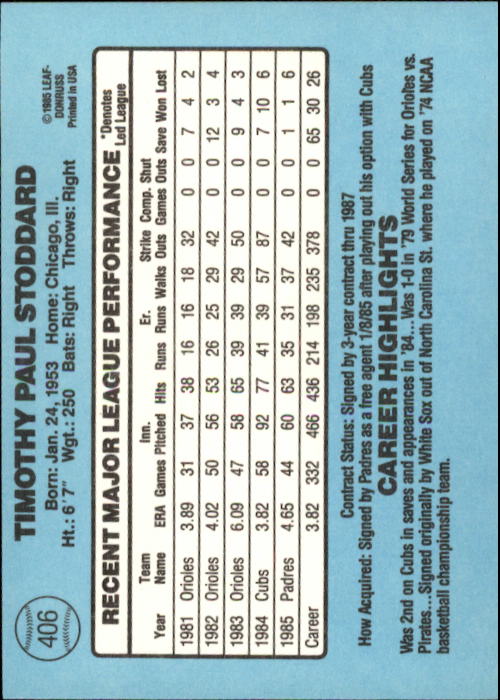 406
TIMOTHY PAUL STODDARD
Born: Jan. 24, 1953 Home: Chicago, Ill.
Ht.: 6'7" Wgt.: 250 Bats: Right Throws: Right
© 1985 LEAF-
DONRUSS
Printed in USA
RECENT MAJOR LEAGUE PERFORMANCE *Denotes Led League
Year Team Name ERA Games Inn. Pitched Hits Runs Er. Runs Walks Strike Outs Comp. Games Shut Outs Save Won Lost
1981 Orioles 3.89 31 37 38 16 16 18 32 0 0 7 4 2
1982 Orioles 4.02 50 56 53 26 25 29 42 0 0 12 3 4
1983 Orioles 6.09 47 58 65 39 39 29 50 0 0 9 4 3
1984 Cubs 3.82 58 92 77 41 39 57 87 0 0 7 10 6
1985 Padres 4.65 44 60 63 35 31 37 42 0 0 1 1 6
Career 3.82 332 466 436 214 198 235 378 0 0 65 30 26
Contract Status: Signed by 3-year contract thru 1987
How Acquired: Signed by Padres as a free agent 1/8/85 after playing out his option with Cubs
CAREER HIGHLIGHTS
Was 2nd on Cubs in saves and appearances in '84... Was 1-0 in '79 World Series for Orioles vs.
Pirates... Signed originally by White Sox out of North Carolina St. where he played on '74 NCAA
basketball championship team.